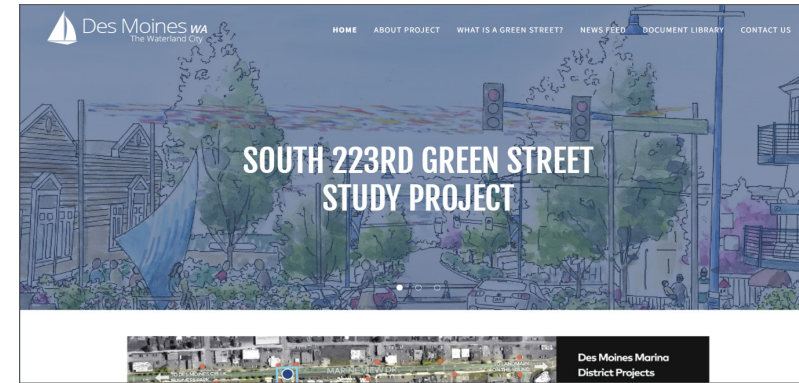 Des Moines WA
The Waterland City
HOME ABOUT PROJECT WHAT IS A GREEN STREET? NEWS FEED DOCUMENT LIBRARY CONTACT US
SOUTH 223RD GREEN STREET
STUDY PROJECT
MARINE VIEW DR.
Des Moines Marina
District Projects